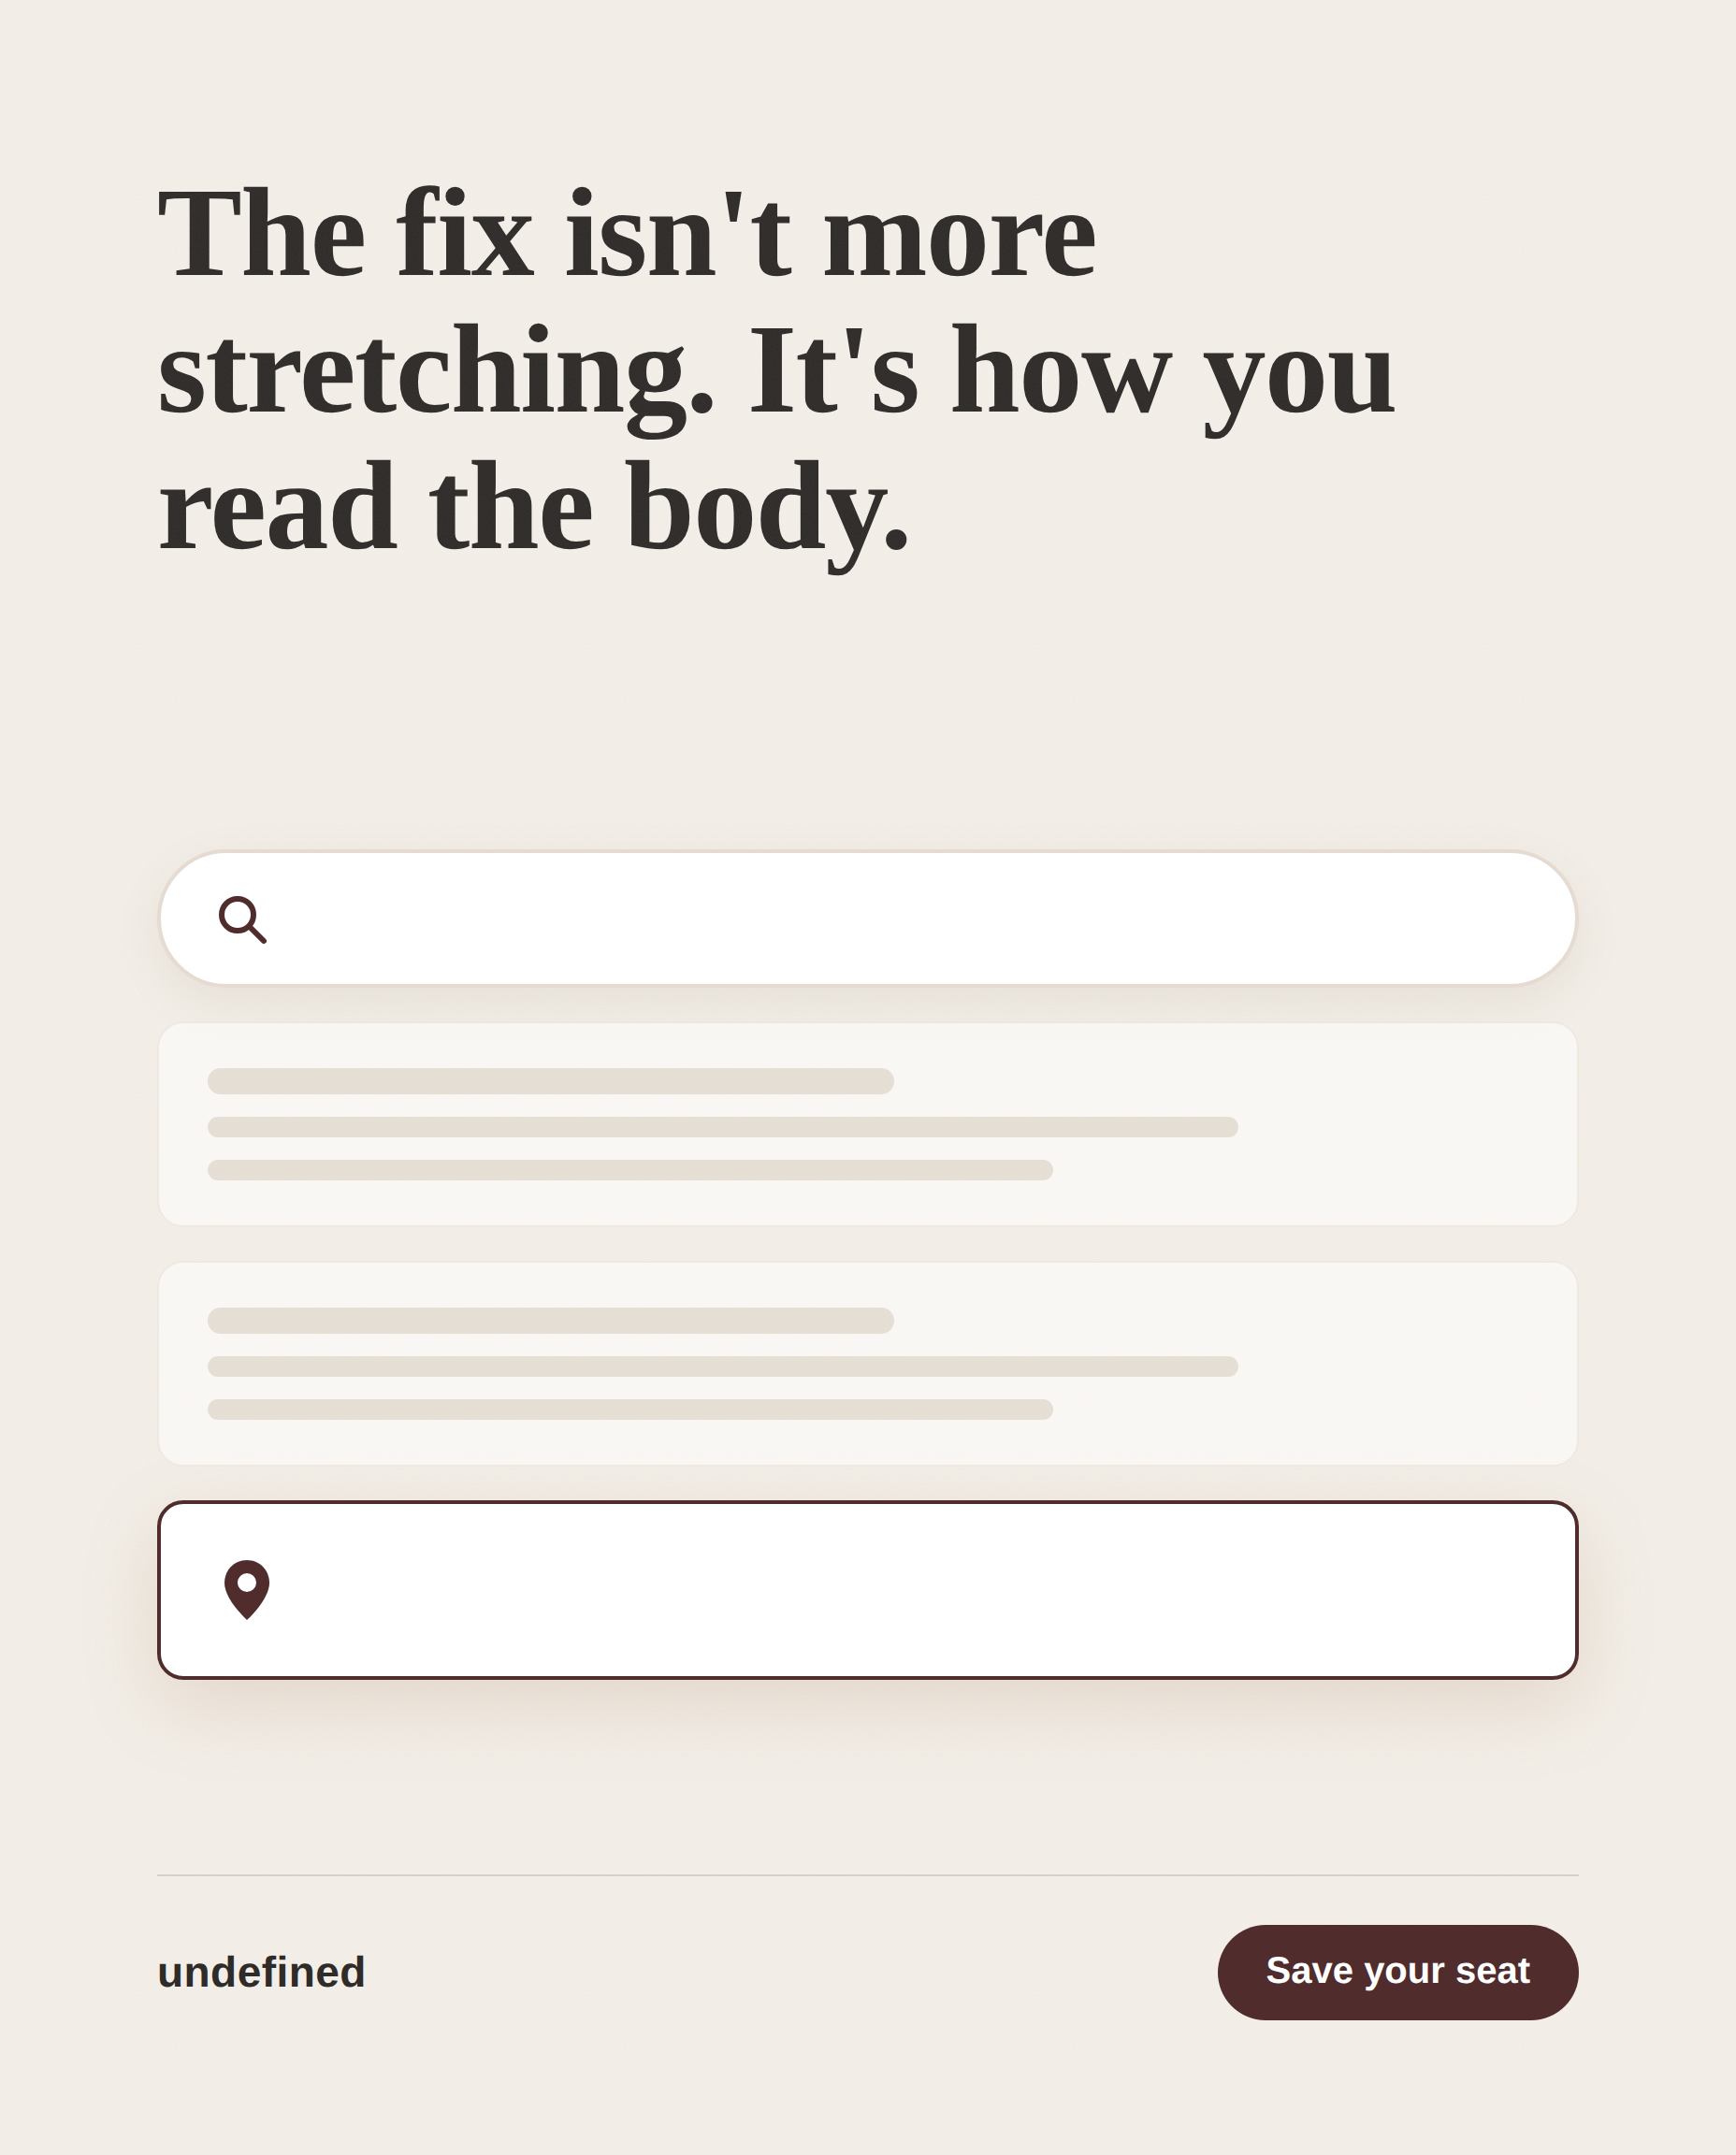 The fix isn't more
stretching. It's how you
read the body.
undefined
Save your seat